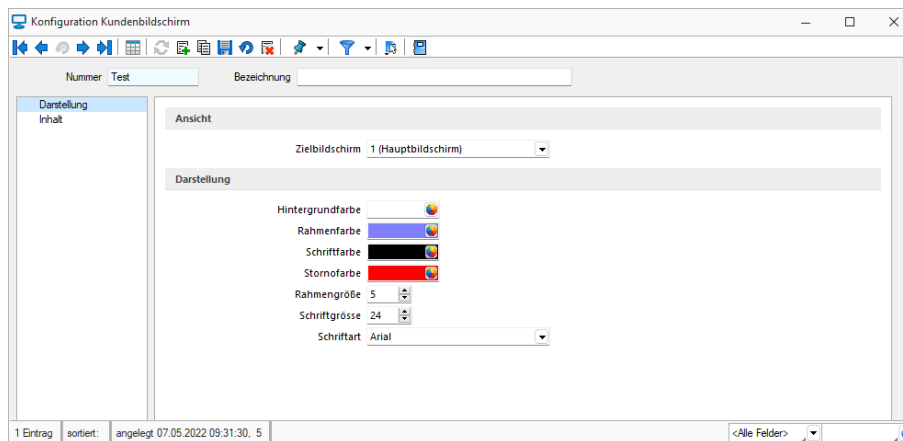 Konfiguration Kundenbildschirm
Nummer Test Bezeichnung
Darstellung
Inhalt
Ansicht
Zielbildschirm 1 (Hauptbildschirm)
Darstellung
Hintergrundfarbe
Rahmenfarbe
Schriftfarbe
Stornofarbe
Rahmengröße 5
Schriftgrösse 24
Schriftart Arial
1 Eintrag sortiert: angelegt 07.05.2022 09:31:30, 5 <Alle Felder>